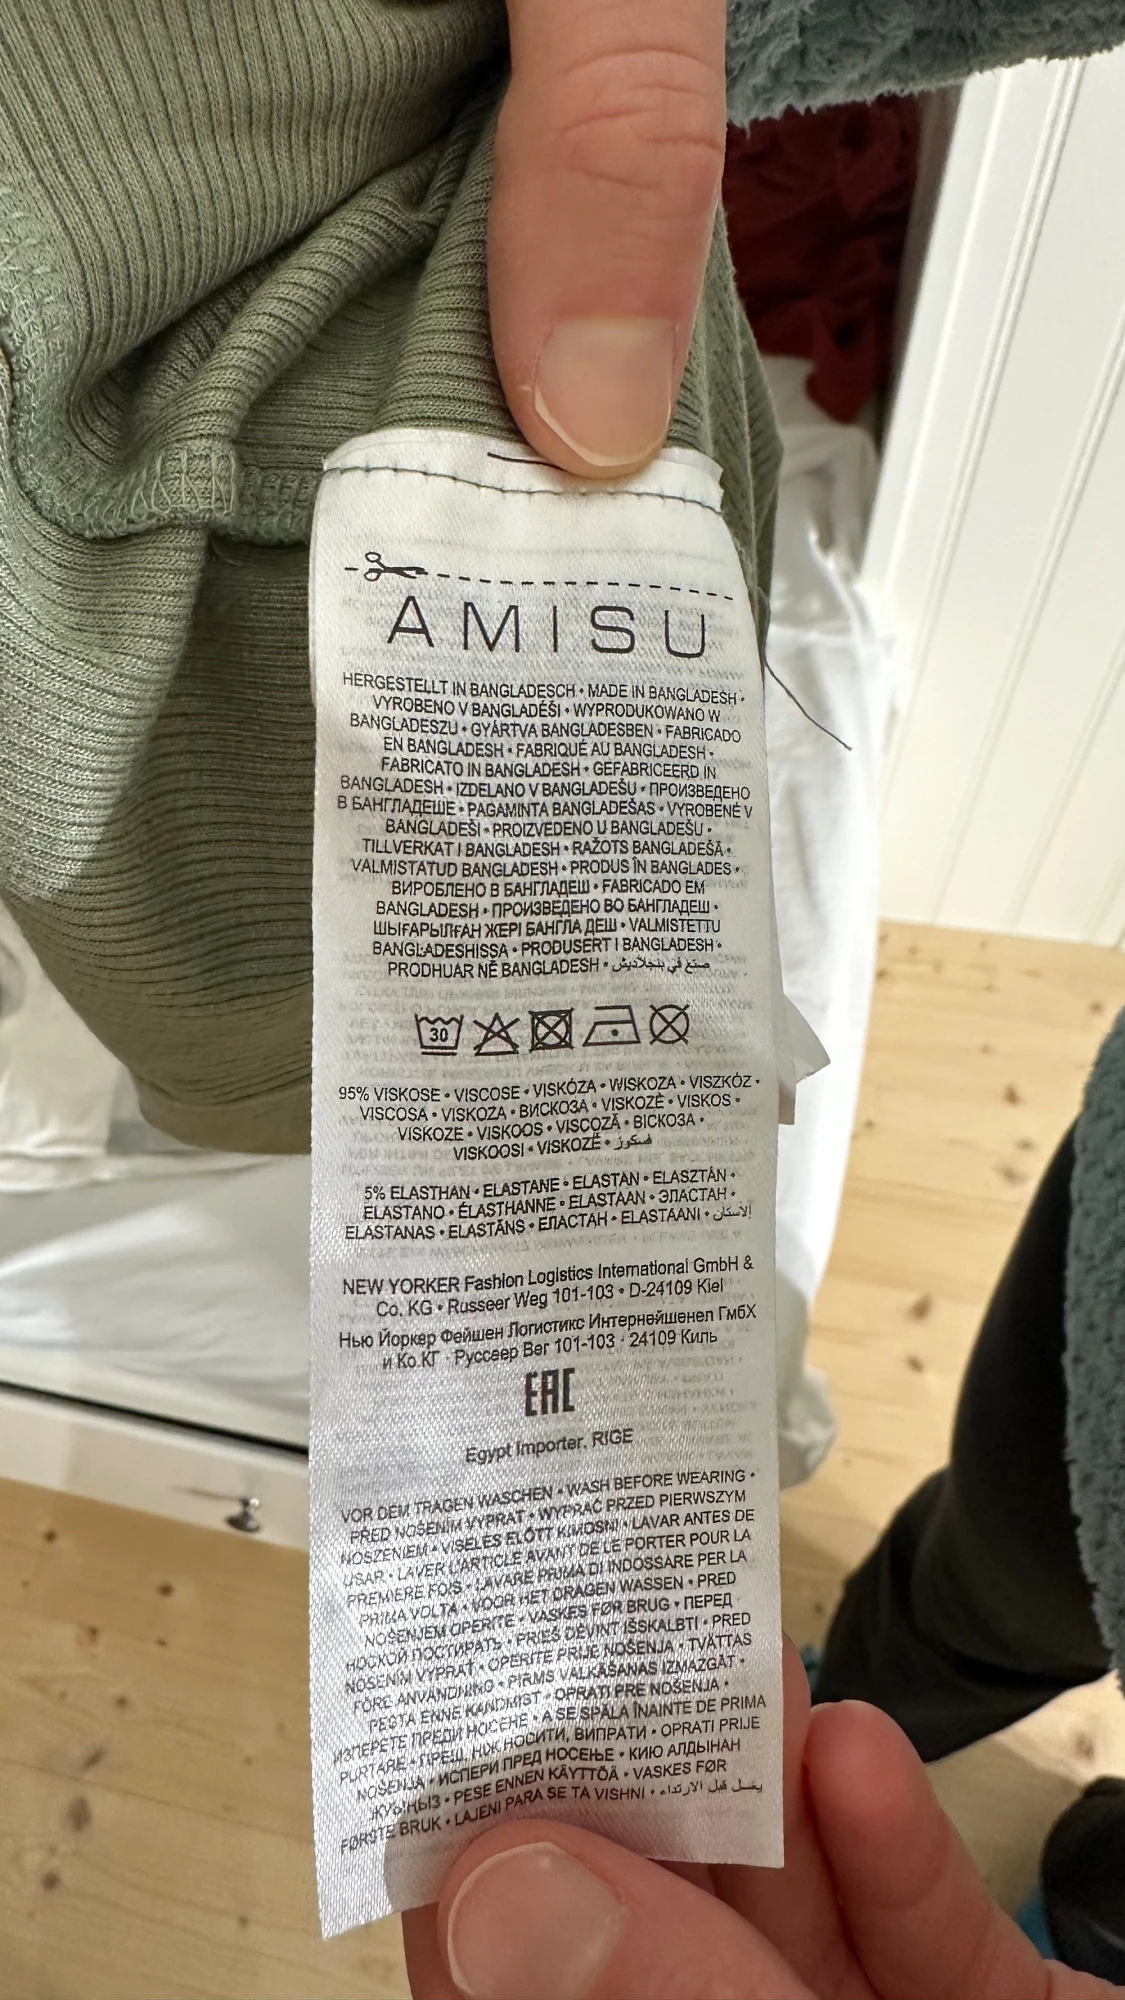 AMISU
HERGESTELLT IN BANGLADESCH • MADE IN BANGLADESH •
VYROBENO V BANGLADÉŠI • WYPRODUKOWANO W
BANGLADESZU • GYÁRTVA BANGLADESBEN • FABRICADO
EN BANGLADESH • FABRIQUÉ AU BANGLADESH •
FABRICATO IN BANGLADESH • GEFABRICEERD IN
BANGLADESH • IZDELANO V BANGLADEŠU • ПРОИЗВЕДЕНО
В БАНГЛАДЕШЕ • PAGAMINTA BANGLADEŠAS • VYROBENÉ V
BANGLADEŠI • PROIZVEDENO U BANGLADEŠU •
TILLVERKAT I BANGLADESH • RAŽOTS BANGLADEŠĀ •
VALMISTATUD BANGLADESH • PRODUS ÎN BANGLADES •
ВИРОБЛЕНО В БАНГЛАДЕШ • FABRICADO EM
BANGLADESH • ПРОИЗВЕДЕНО ВО БАНГЛАДЕШ •
ШЫҒАРЫЛҒАН ЖЕРІ БАНГЛА ДЕШ • VALMISTETTU
BANGLADESHISSA • PRODUSERT I BANGLADESH •
PRODHUAR NË BANGLADESH • صنع في بنجلاديش
30
95% VISKOSE • VISCOSE • VISKÓZA • WISKOZA • VISZKÓZ •
VISCOSA • VISKOZA • ВИСКОЗА • VISKOZĖ • VISKOS •
VISKOZE • VISKOOS • VISCOZĂ • ВІСКОЗА •
VISKOOSI • VISKOZË • فسكوز
5% ELASTHAN • ELASTANE • ELASTAN • ELASZTÁN •
ELASTANO • ÉLASTHANNE • ELASTAAN • ЭЛАСТАН •
ELASTANAS • ELASTĀNS • ЕЛАСТАН • ELASTAANI • إلاستان
NEW YORKER Fashion Logistics International GmbH &
Co. KG • Russeer Weg 101-103 • D-24109 Kiel
Нью Йоркер Фейшен Логистикс Интернейшенел ГмбХ
и Ко.КГ · Руссеер Вег 101-103 · 24109 Киль
EAC
Egypt Importer. RIGE
VOR DEM TRAGEN WASCHEN • WASH BEFORE WEARING •
PŘED NOŠENÍM VYPRAT • WYPRAĆ PRZED PIERWSZYM
NOSZENIEM • VISELÉS ELŐTT KIMOSNI • LAVAR ANTES DE
USAR • LAVER L'ARTICLE AVANT DE LE PORTER POUR LA
PREMIERE FOIS • LAVARE PRIMA DI INDOSSARE PER LA
PRIMA VOLTA • VOOR HET DRAGEN WASSEN • PRED
NOŠENJEM OPERITE • VASKES FØR BRUG • ПЕРЕД
НОСКОЙ ПОСТИРАТЬ • PRIEŠ DĖVINT IŠSKALBTI • PRED
NOSENÍM VYPRAŤ • OPERITE PRIJE NOŠENJA • TVÄTTAS
FÖRE ANVÄNDNING • PIRMS VALKĀŠANAS IZMAZGĀT •
PESTA ENNE KANDMIST • OPRATI PRE NOŠENJA •
ИЗПЕРЕТЕ ПРЕДИ НОСЕНЕ • A SE SPĂLA ÎNAINTE DE PRIMA
PURTARE • ПРЕШ, НІЖ НОСИТИ, ВИПРАТИ • OPRATI PRIJE
NOŠENJA • ИСПЕРИ ПРЕД НОСЕЊЕ • КИЮ АЛДЫНАН
ЖУЫҢЫЗ • PESE ENNEN KÄYTTÖÄ • VASKES FØR
FØRSTE BRUK • LAJENI PARA SE TA VISHNI • يغسل قبل الارتداء